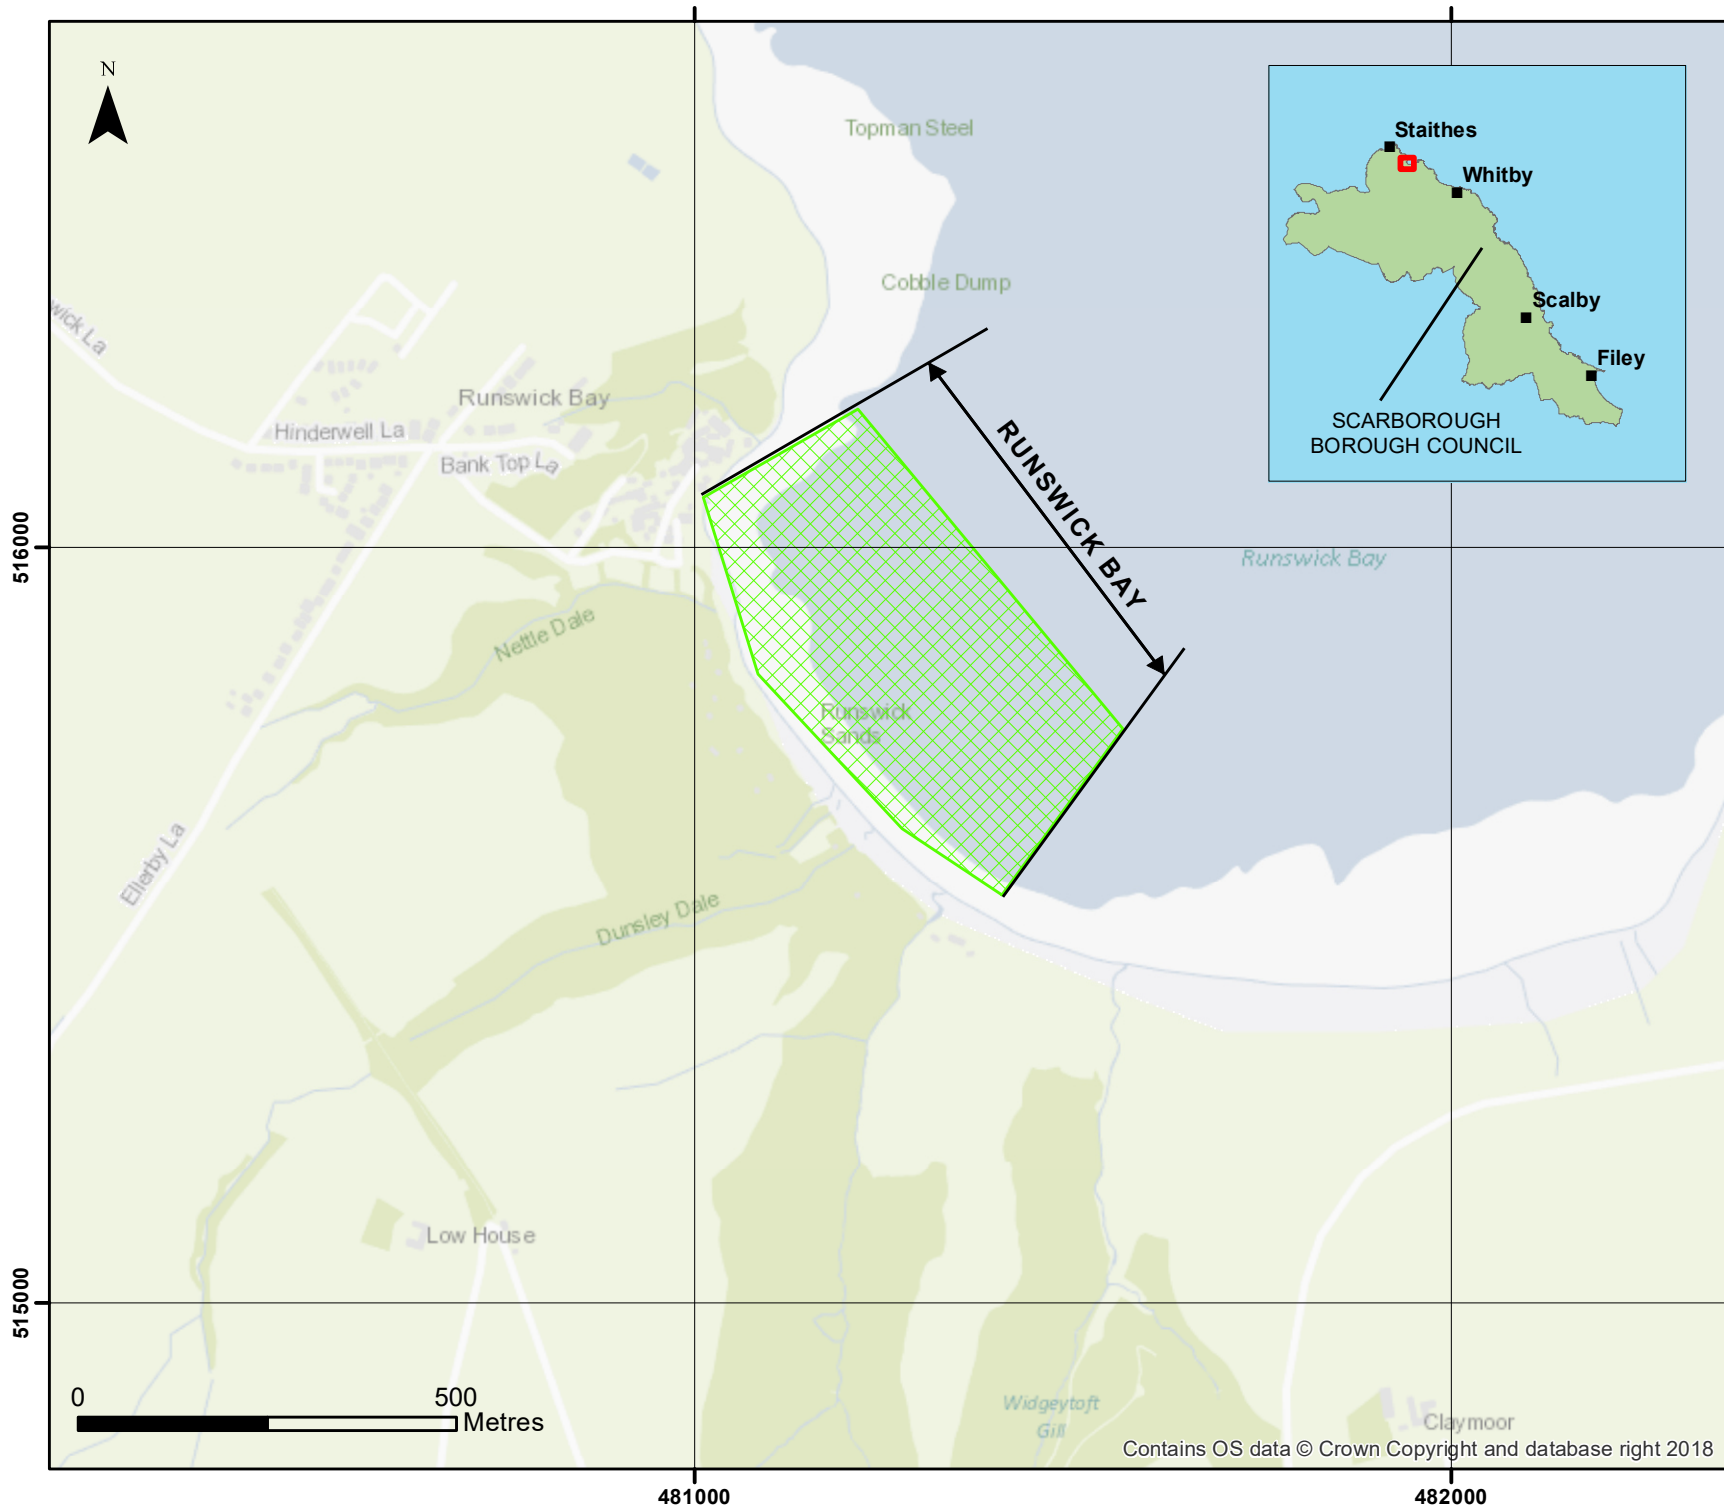 N
Topman Steel
Staithes
Whitby
Scalby
Filey
SCARBOROUGH
BOROUGH COUNCIL
Cobble Dump
wick La
Runswick Bay
Hinderwell La
Bank Top La
RUNSWICK BAY
516000
Runswick Bay
Nettle Dale
Runswick
Sands
Ellerby La
Dunsley Dale
Low House
515000
0 500
Metres
Widgeytoft
Gill
Claymoor
Contains OS data © Crown Copyright and database right 2018
481000 482000